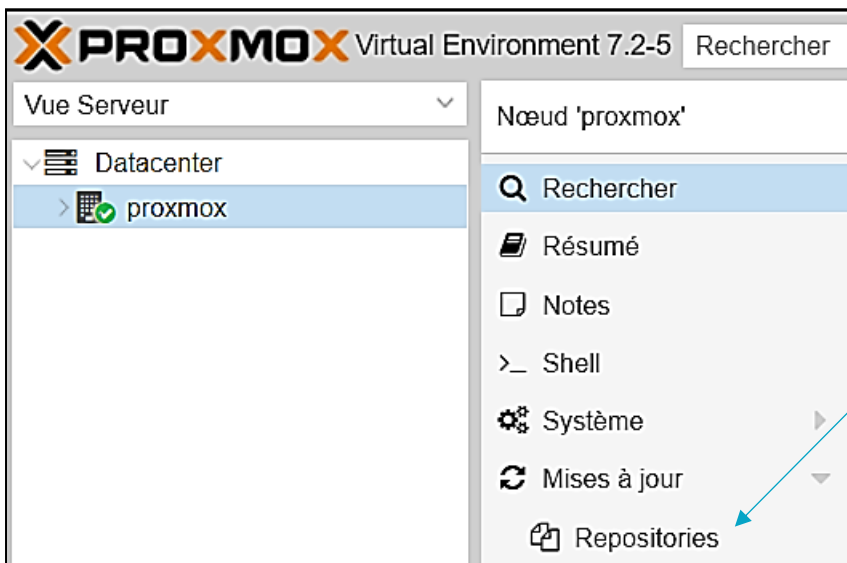 PROXMOX Virtual Environment 7.2-5 Rechercher
Vue Serveur
Datacenter
proxmox
Nœud 'proxmox'
Rechercher
Résumé
Notes
Shell
Système
Mises à jour
Repositories